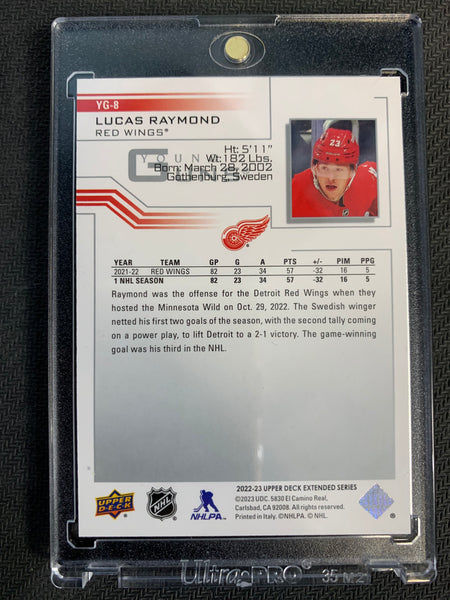 YG-8
LUCAS RAYMOND
RED WINGS®
YOUNG
GUNS
Ht: 5'11"
Wt: 182 Lbs.
Born: March 28, 2002
Gothenburg, Sweden
23
YEAR TEAM GP G A PTS +/- PIM PPG
2021-22 RED WINGS 82 23 34 57 -32 16 5
1 NHL SEASON 82 23 34 57 -32 16 5
Raymond was the offense for the Detroit Red Wings when they
hosted the Minnesota Wild on Oct. 29, 2022. The Swedish winger
netted his first two goals of the season, with the second tally coming
on a power play, to lift Detroit to a 2-1 victory. The game-winning
goal was his third in the NHL.
2022-23 UPPER DECK EXTENDED SERIES
©2023 UDC. 5830 El Camino Real,
Carlsbad, CA 92008. All rights reserved.
Printed in Italy. ©NHLPA. © NHL.
UPPER DECK
NHL
NHLPA
Ultra·PRO® 35